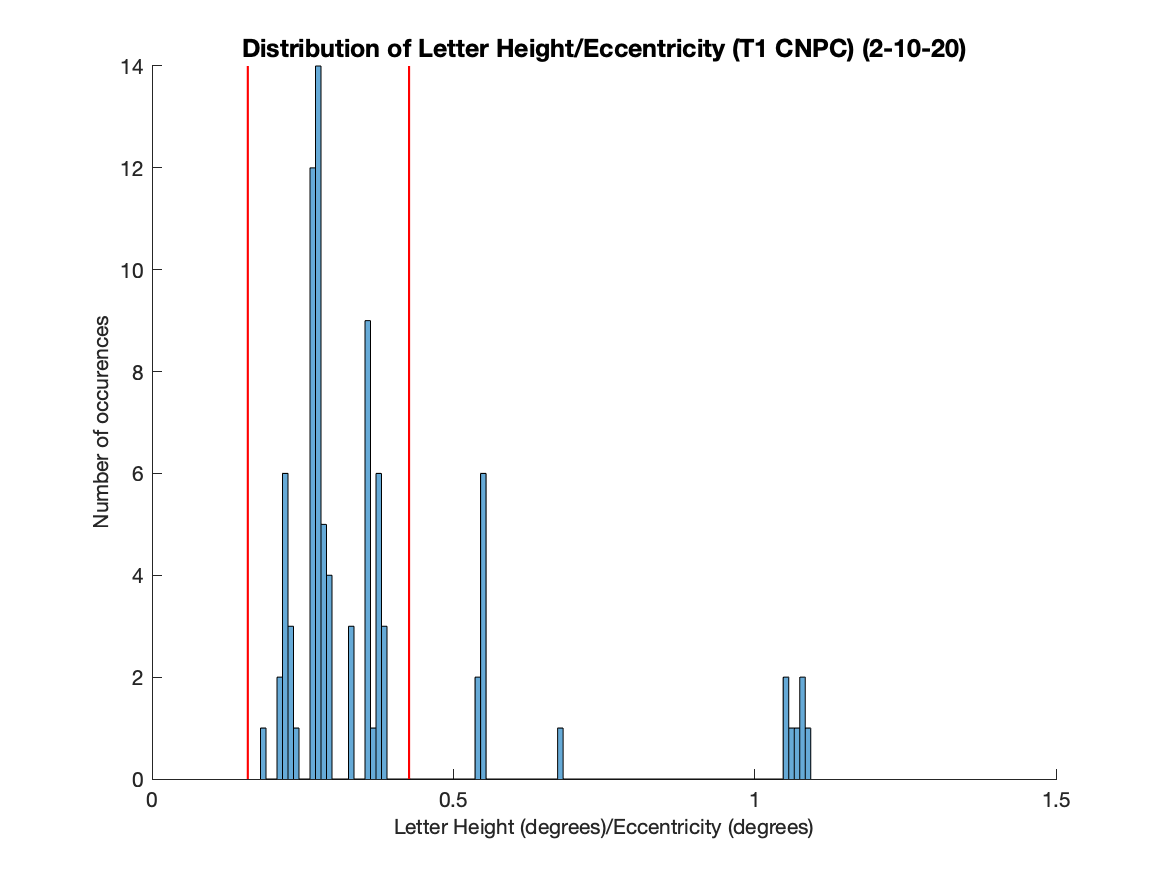 Distribution of Letter Height/Eccentricity (T1 CNPC) (2-10-20)
14
12
10
8
6
4
2
0
Number of occurences
0 0.5 1 1.5
Letter Height (degrees)/Eccentricity (degrees)